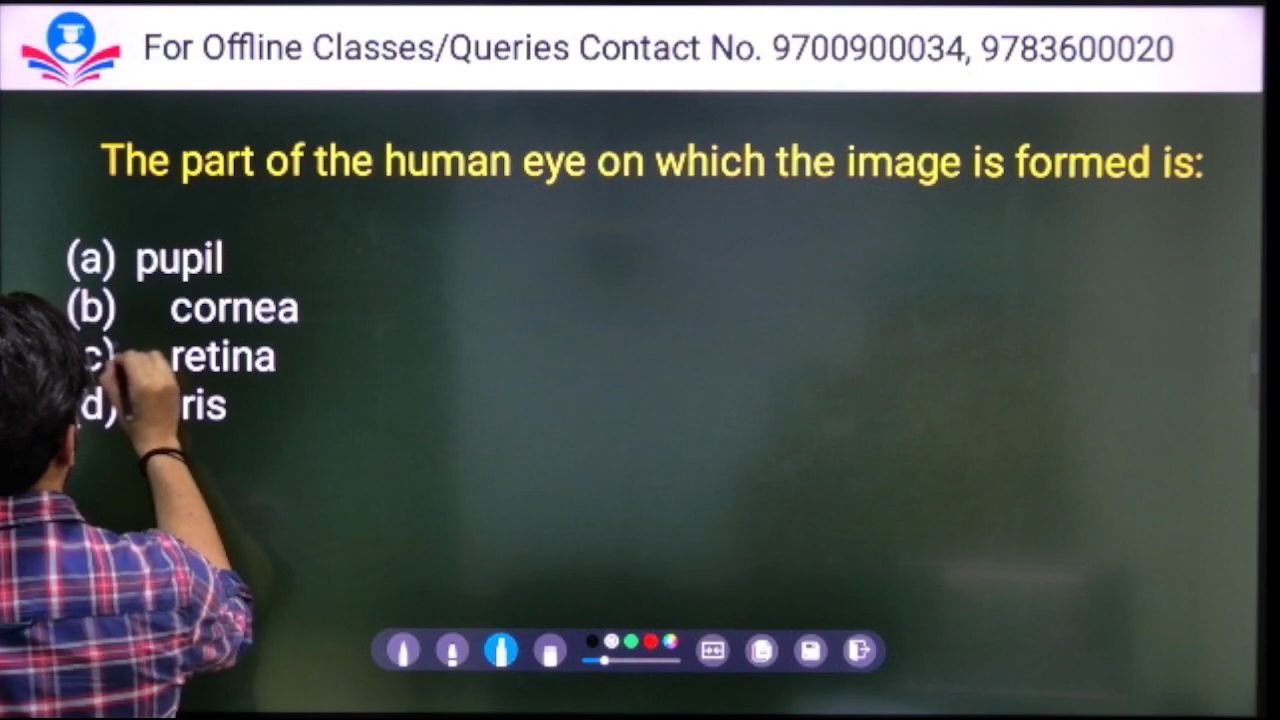 For Offline Classes/Queries Contact No. 9700900034, 9783600020
The part of the human eye on which the image is formed is:
(a) pupil
(b) cornea
c) retina
d) ris